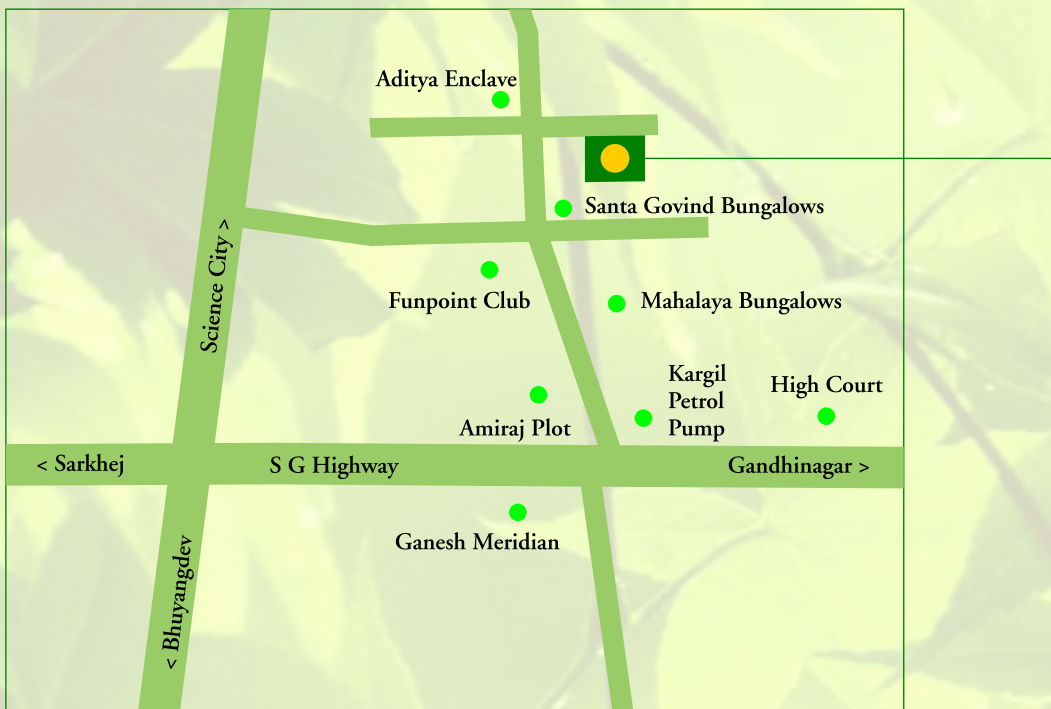 Aditya Enclave
Santa Govind Bungalows
Science City >
Funpoint Club
Mahalaya Bungalows
Kargil
Petrol
Pump
High Court
Amiraj Plot
< Sarkhej
S G Highway
Gandhinagar >
Ganesh Meridian
< Bhuyangdev